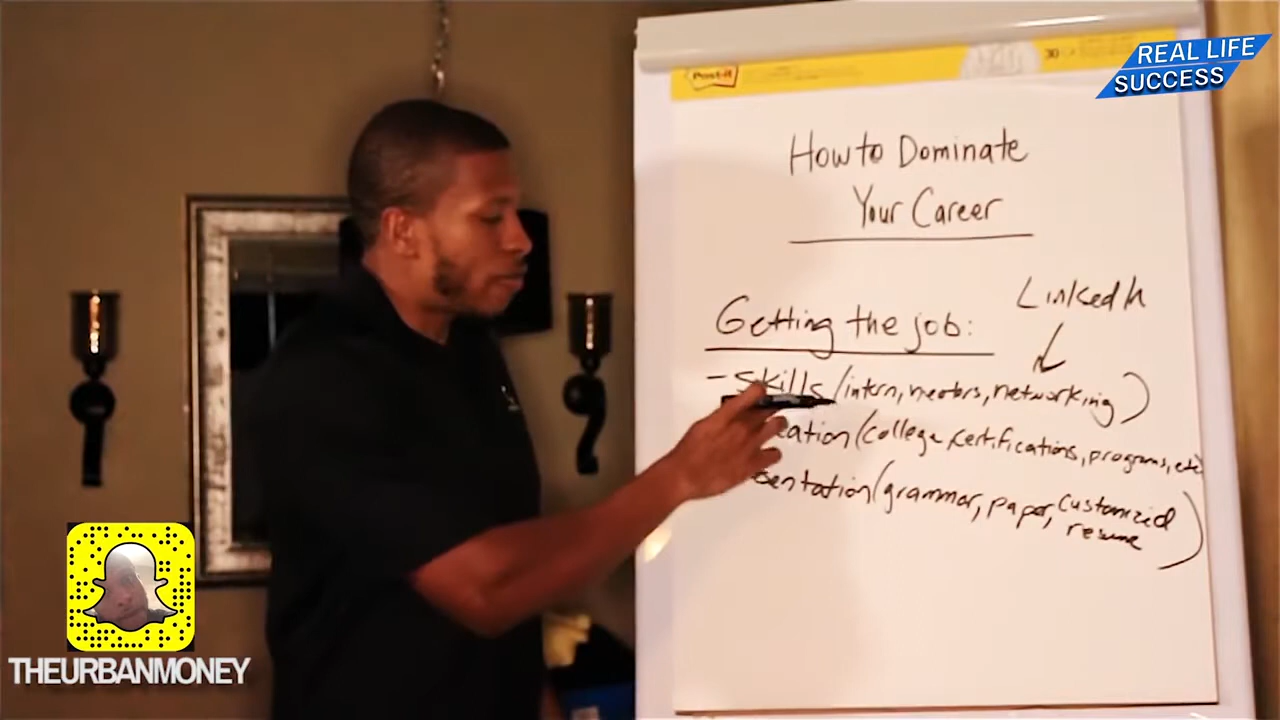 REAL LIFE
SUCCESS
Post-it
30
How to Dominate
Your Career
LinkedIn
Getting the job:
- skills (intern, mentors, networking)
cation (college, certifications, programs, etc)
sentation (grammar, paper, customized
resume)
THEURBANMONEY